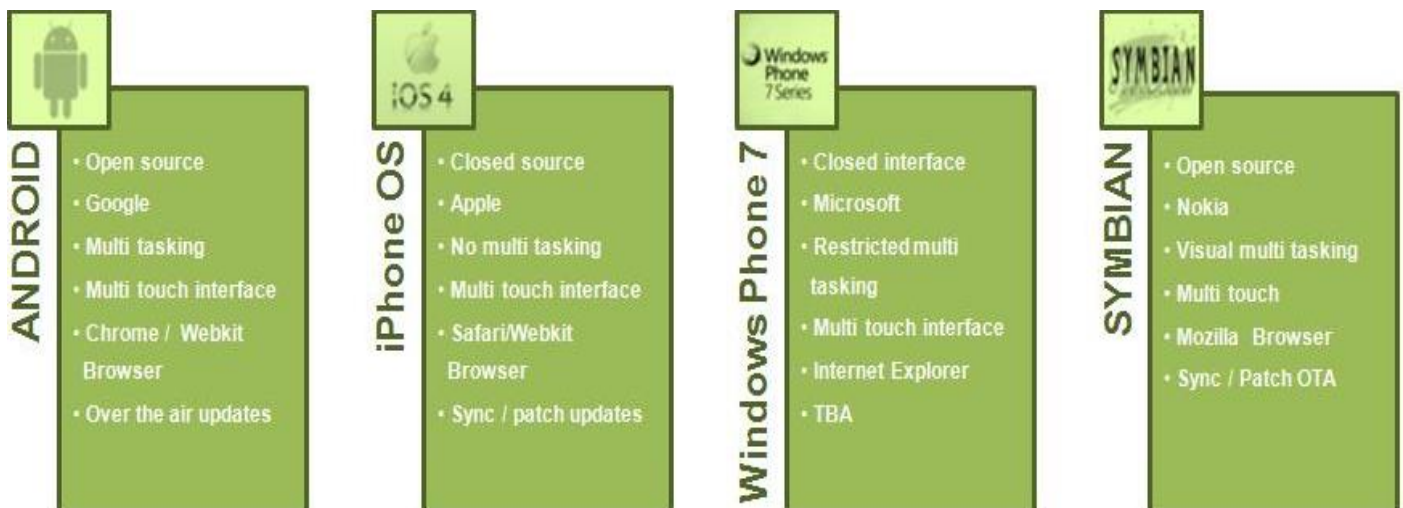 ANDROID
• Open source
• Google
• Multi tasking
• Multi touch interface
• Chrome / Webkit
Browser
• Over the air updates
iOS 4
iPhone OS
• Closed source
• Apple
• No multi tasking
• Multi touch interface
• Safari/Webkit
Browser
• Sync / patch updates
Windows
Phone
7 Series
Windows Phone 7
• Closed interface
• Microsoft
• Restricted multi
tasking
• Multi touch interface
• Internet Explorer
• TBA
SYMBIAN
SYMBIAN
• Open source
• Nokia
• Visual multi tasking
• Multi touch
• Mozilla Browser
• Sync / Patch OTA